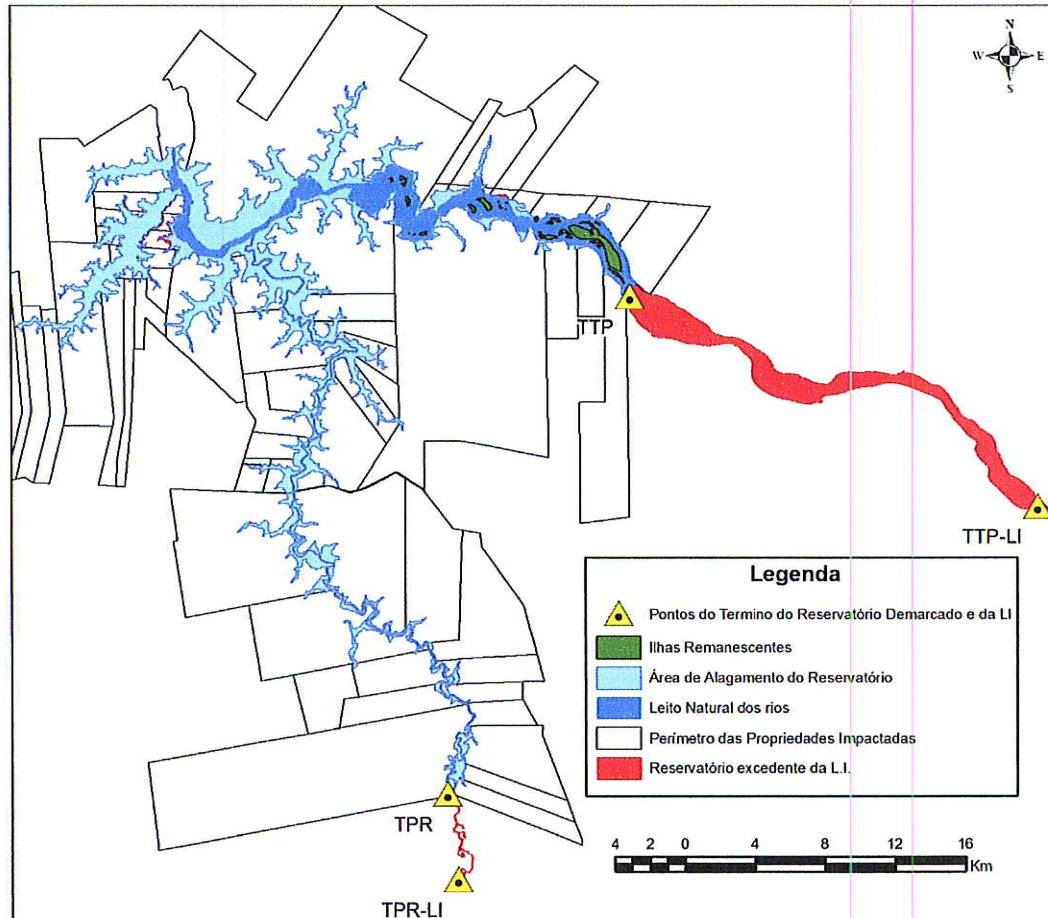 N
W
E
S
TTP
TTP-LI
Legenda
Pontos do Termino do Reservatório Demarcado e da LI
Ilhas Remanescentes
Área de Alagamento do Reservatório
Leito Natural dos rios
Perímetro das Propriedades Impactadas
Reservatório excedente da L.I.
TPR
TPR-LI
4 2 0 4 8 12 16
Km